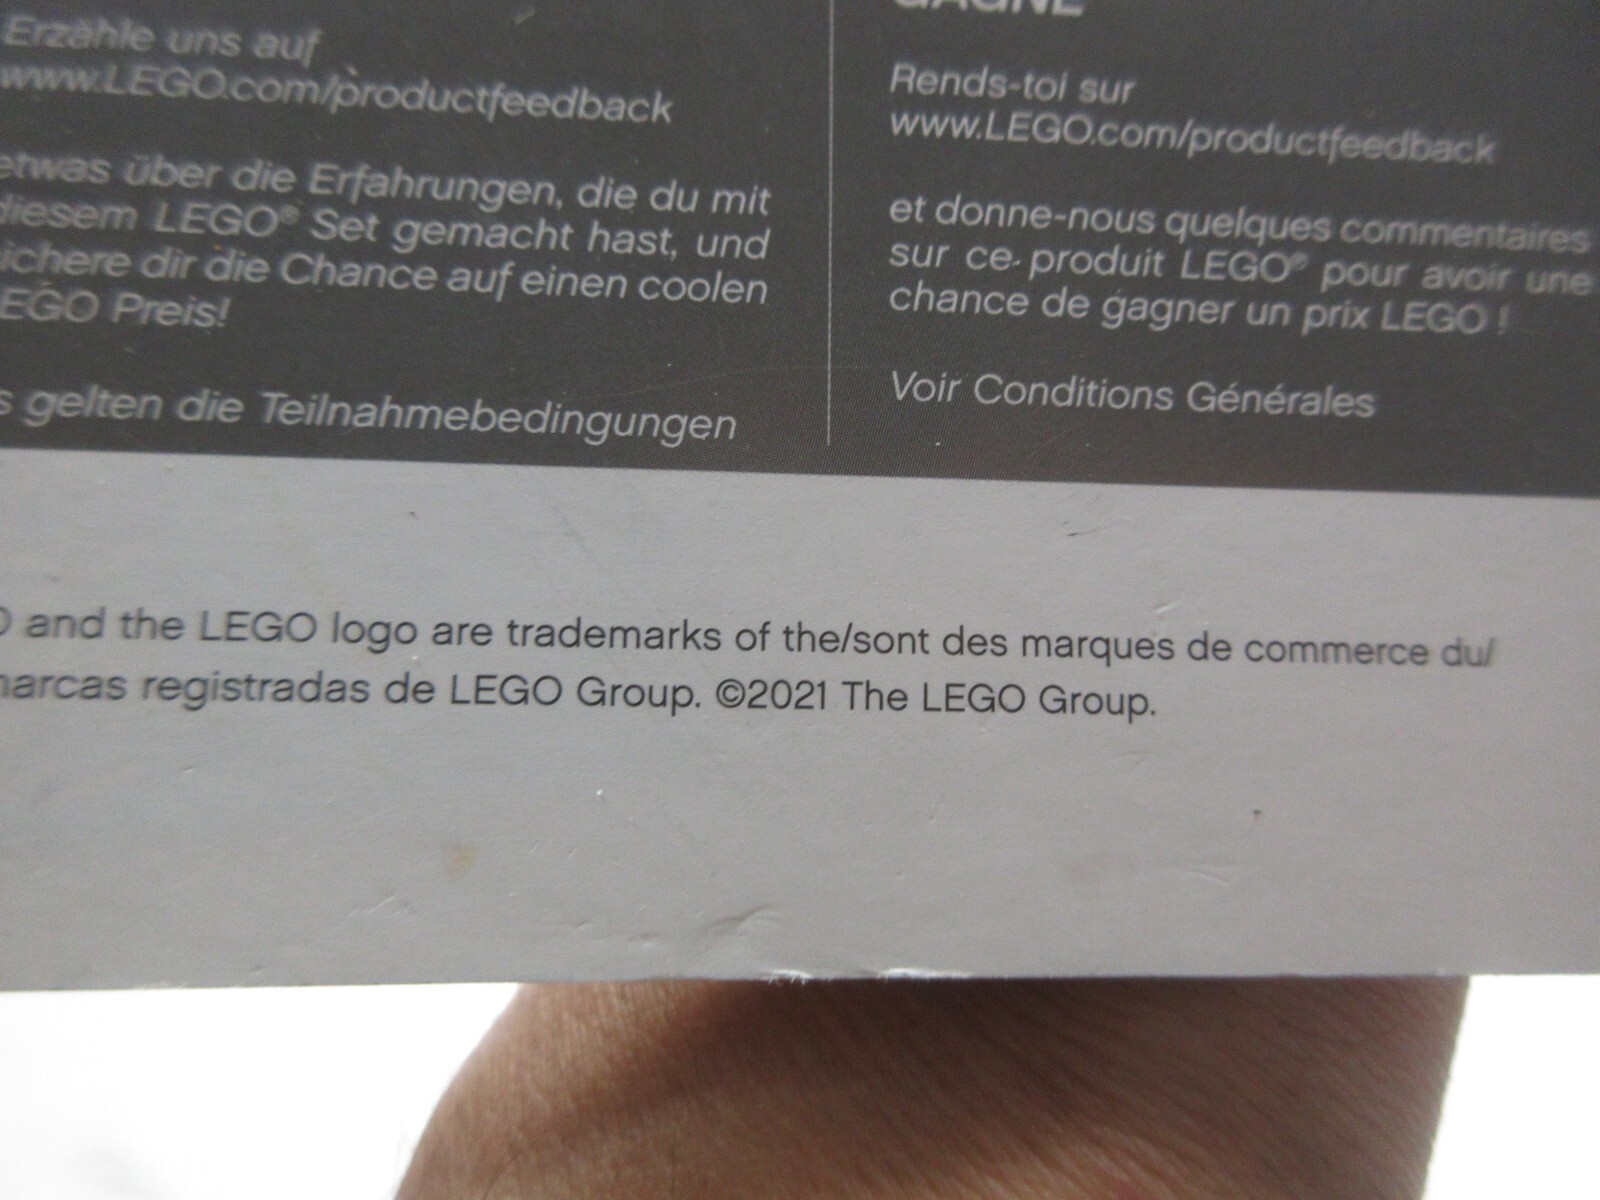 Erzähle uns auf
www.LEGO.com/productfeedback
etwas über die Erfahrungen, die du mit
diesem LEGO® Set gemacht hast, und
sichere dir die Chance auf einen coolen
LEGO Preis!
gelten die Teilnahmebedingungen
GAGNE
Rends-toi sur
www.LEGO.com/productfeedback
et donne-nous quelques commentaires
sur ce produit LEGO® pour avoir une
chance de gagner un prix LEGO !
Voir Conditions Générales
and the LEGO logo are trademarks of the/sont des marques de commerce du/
marcas registradas de LEGO Group. ©2021 The LEGO Group.